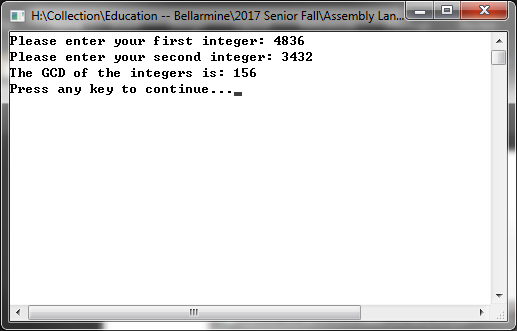 H:\Collection\Education -- Bellarmine\2017 Senior Fall\Assembly Lan...
Please enter your first integer: 4836
Please enter your second integer: 3432
The GCD of the integers is: 156
Press any key to continue...